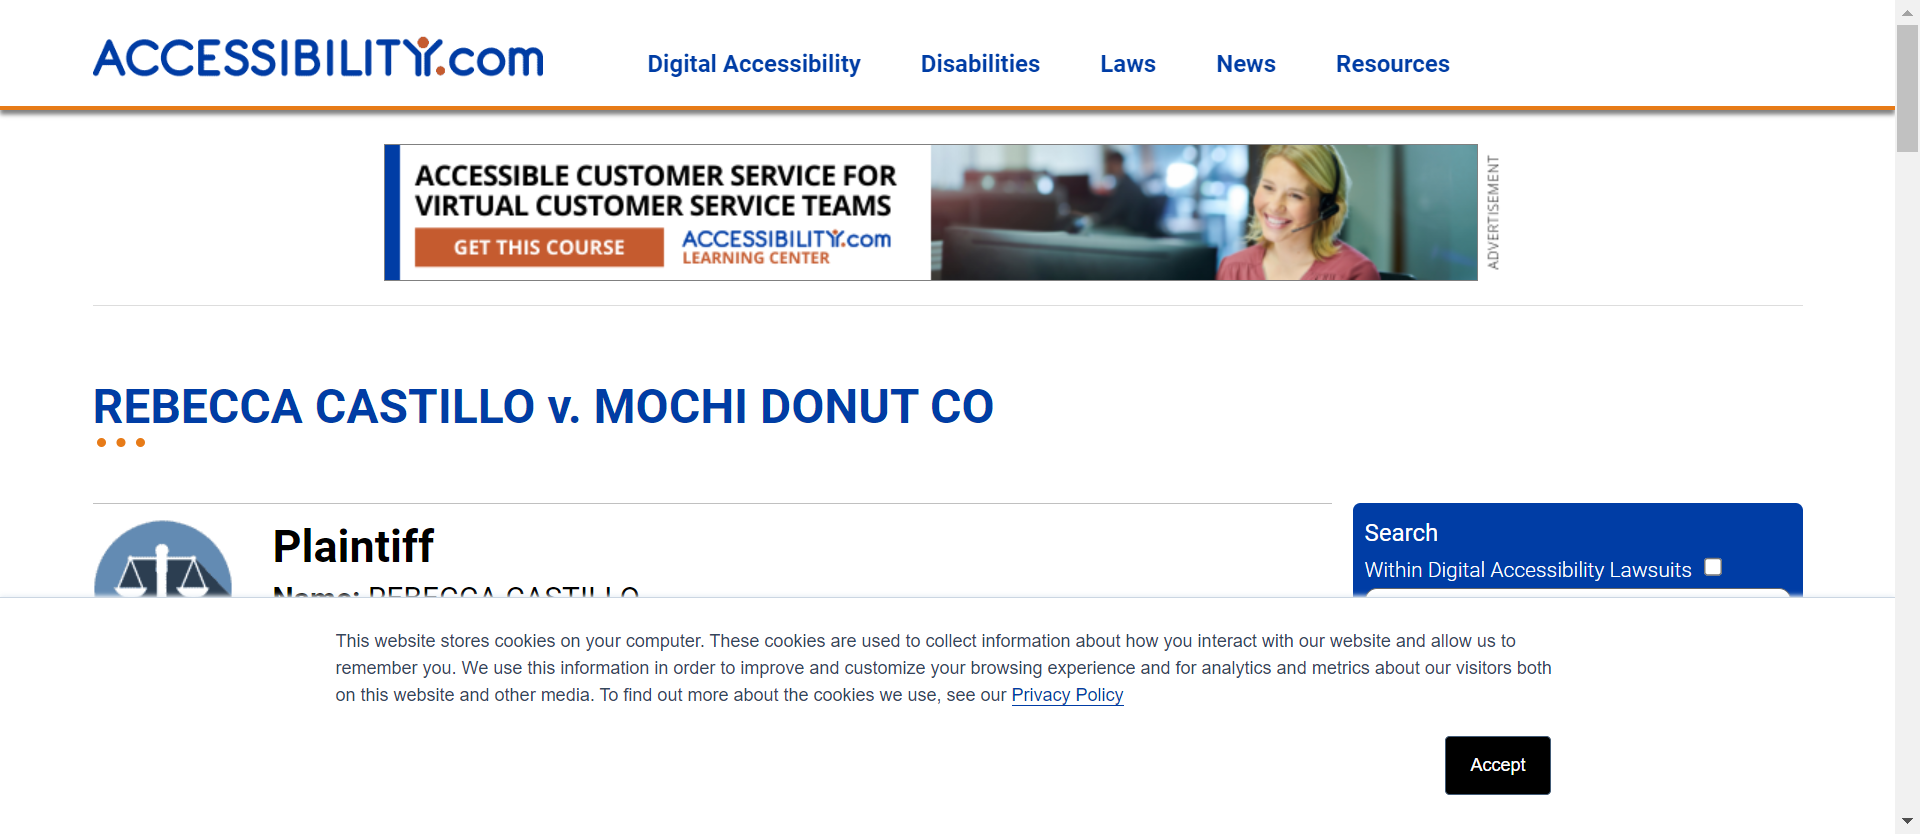 ACCESSIBILITY.com
Digital Accessibility Disabilities Laws News Resources
ACCESSIBLE CUSTOMER SERVICE FOR
VIRTUAL CUSTOMER SERVICE TEAMS
GET THIS COURSE
ACCESSIBILITY.com
LEARNING CENTER
ADVERTISEMENT
REBECCA CASTILLO v. MOCHI DONUT CO
Plaintiff
Name: REBECCA CASTILLO
Search
Within Digital Accessibility Lawsuits
This website stores cookies on your computer. These cookies are used to collect information about how you interact with our website and allow us to
remember you. We use this information in order to improve and customize your browsing experience and for analytics and metrics about our visitors both
on this website and other media. To find out more about the cookies we use, see our Privacy Policy
Accept